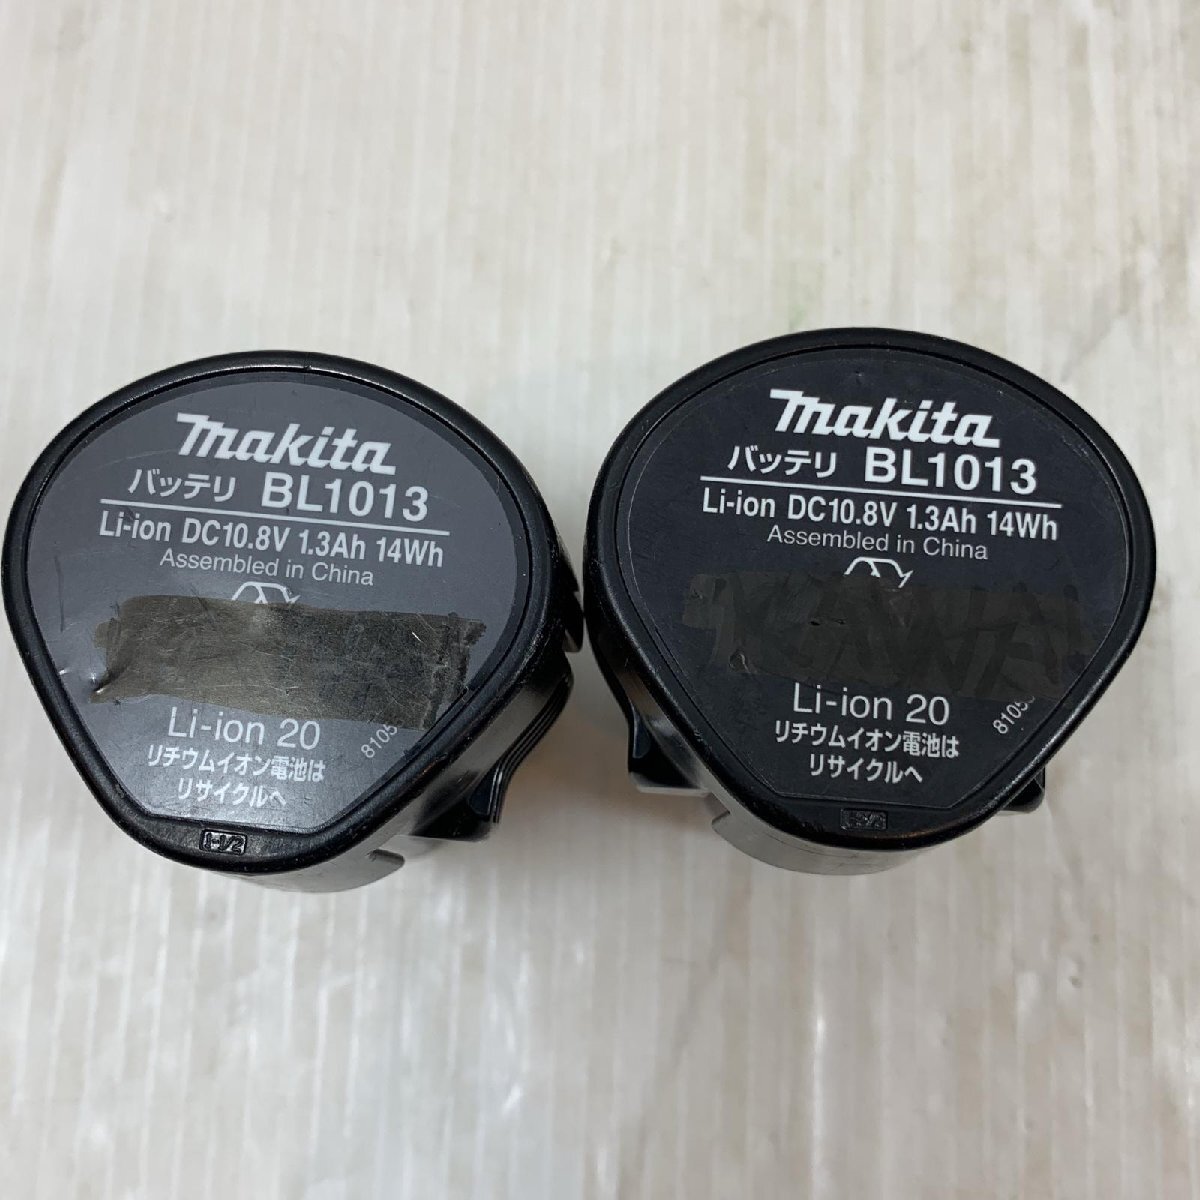 makita
バッテリ BL1013
Li-ion DC10.8V 1.3Ah 14Wh
Assembled in China
Li-ion 20
リチウムイオン電池は
リサイクルへ
makita
バッテリ BL1013
Li-ion DC10.8V 1.3Ah 14Wh
Assembled in China
Li-ion 20
リチウムイオン電池は
リサイクルへ